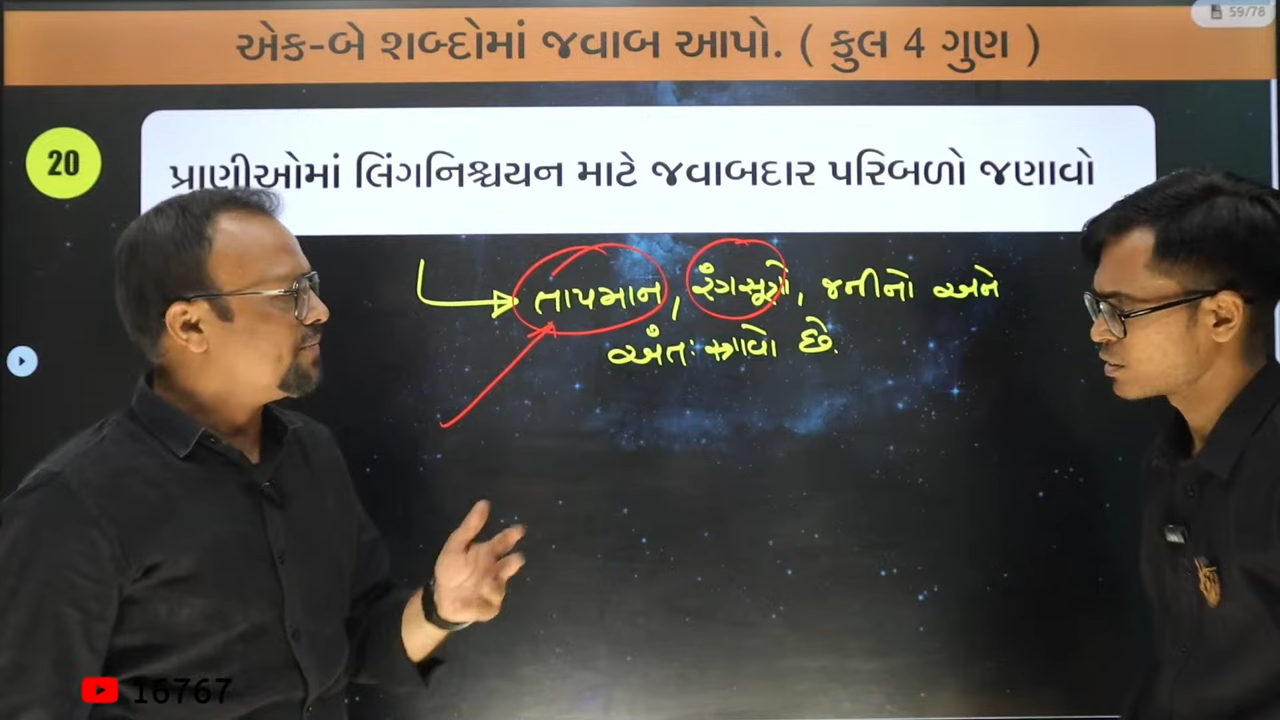 59/78
એક-બે શબ્દોમાં જવાબ આપો. ( કુલ 4 ગુણ )
20
પ્રાણીઓમાં લિંગનિશ્ચયન માટે જવાબદાર પરિબળો જણાવો
તાપમાન, રંગસૂત્રો, જનીનો અને
અંતઃસ્ત્રાવો છે.
16767